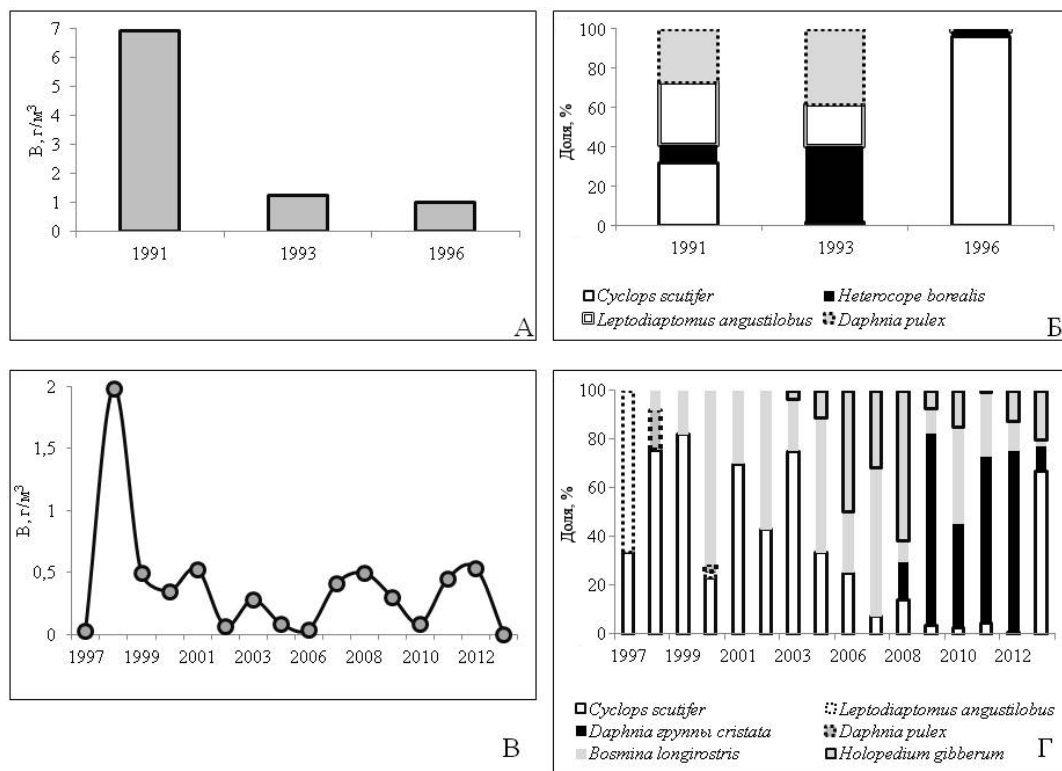 7
6
5
4
3
2
1
0
В, г/м³
1991 1993 1996
А
100
80
60
40
20
0
Доля, %
1991 1993 1996
Cyclops scutifer Heterocope borealis
Leptodiaptomus angustilobus Daphnia pulex
Б
2
1,5
1
0,5
0
В, г/м³
1997 1999 2001 2003 2006 2008 2010 2012
В
100
80
60
40
20
0
Доля, %
1997 1999 2001 2003 2006 2008 2010 2012
Cyclops scutifer Leptodiaptomus angustilobus
Daphnia группы cristata Daphnia pulex
Bosmina longirostris Holopedium gibberum
Г